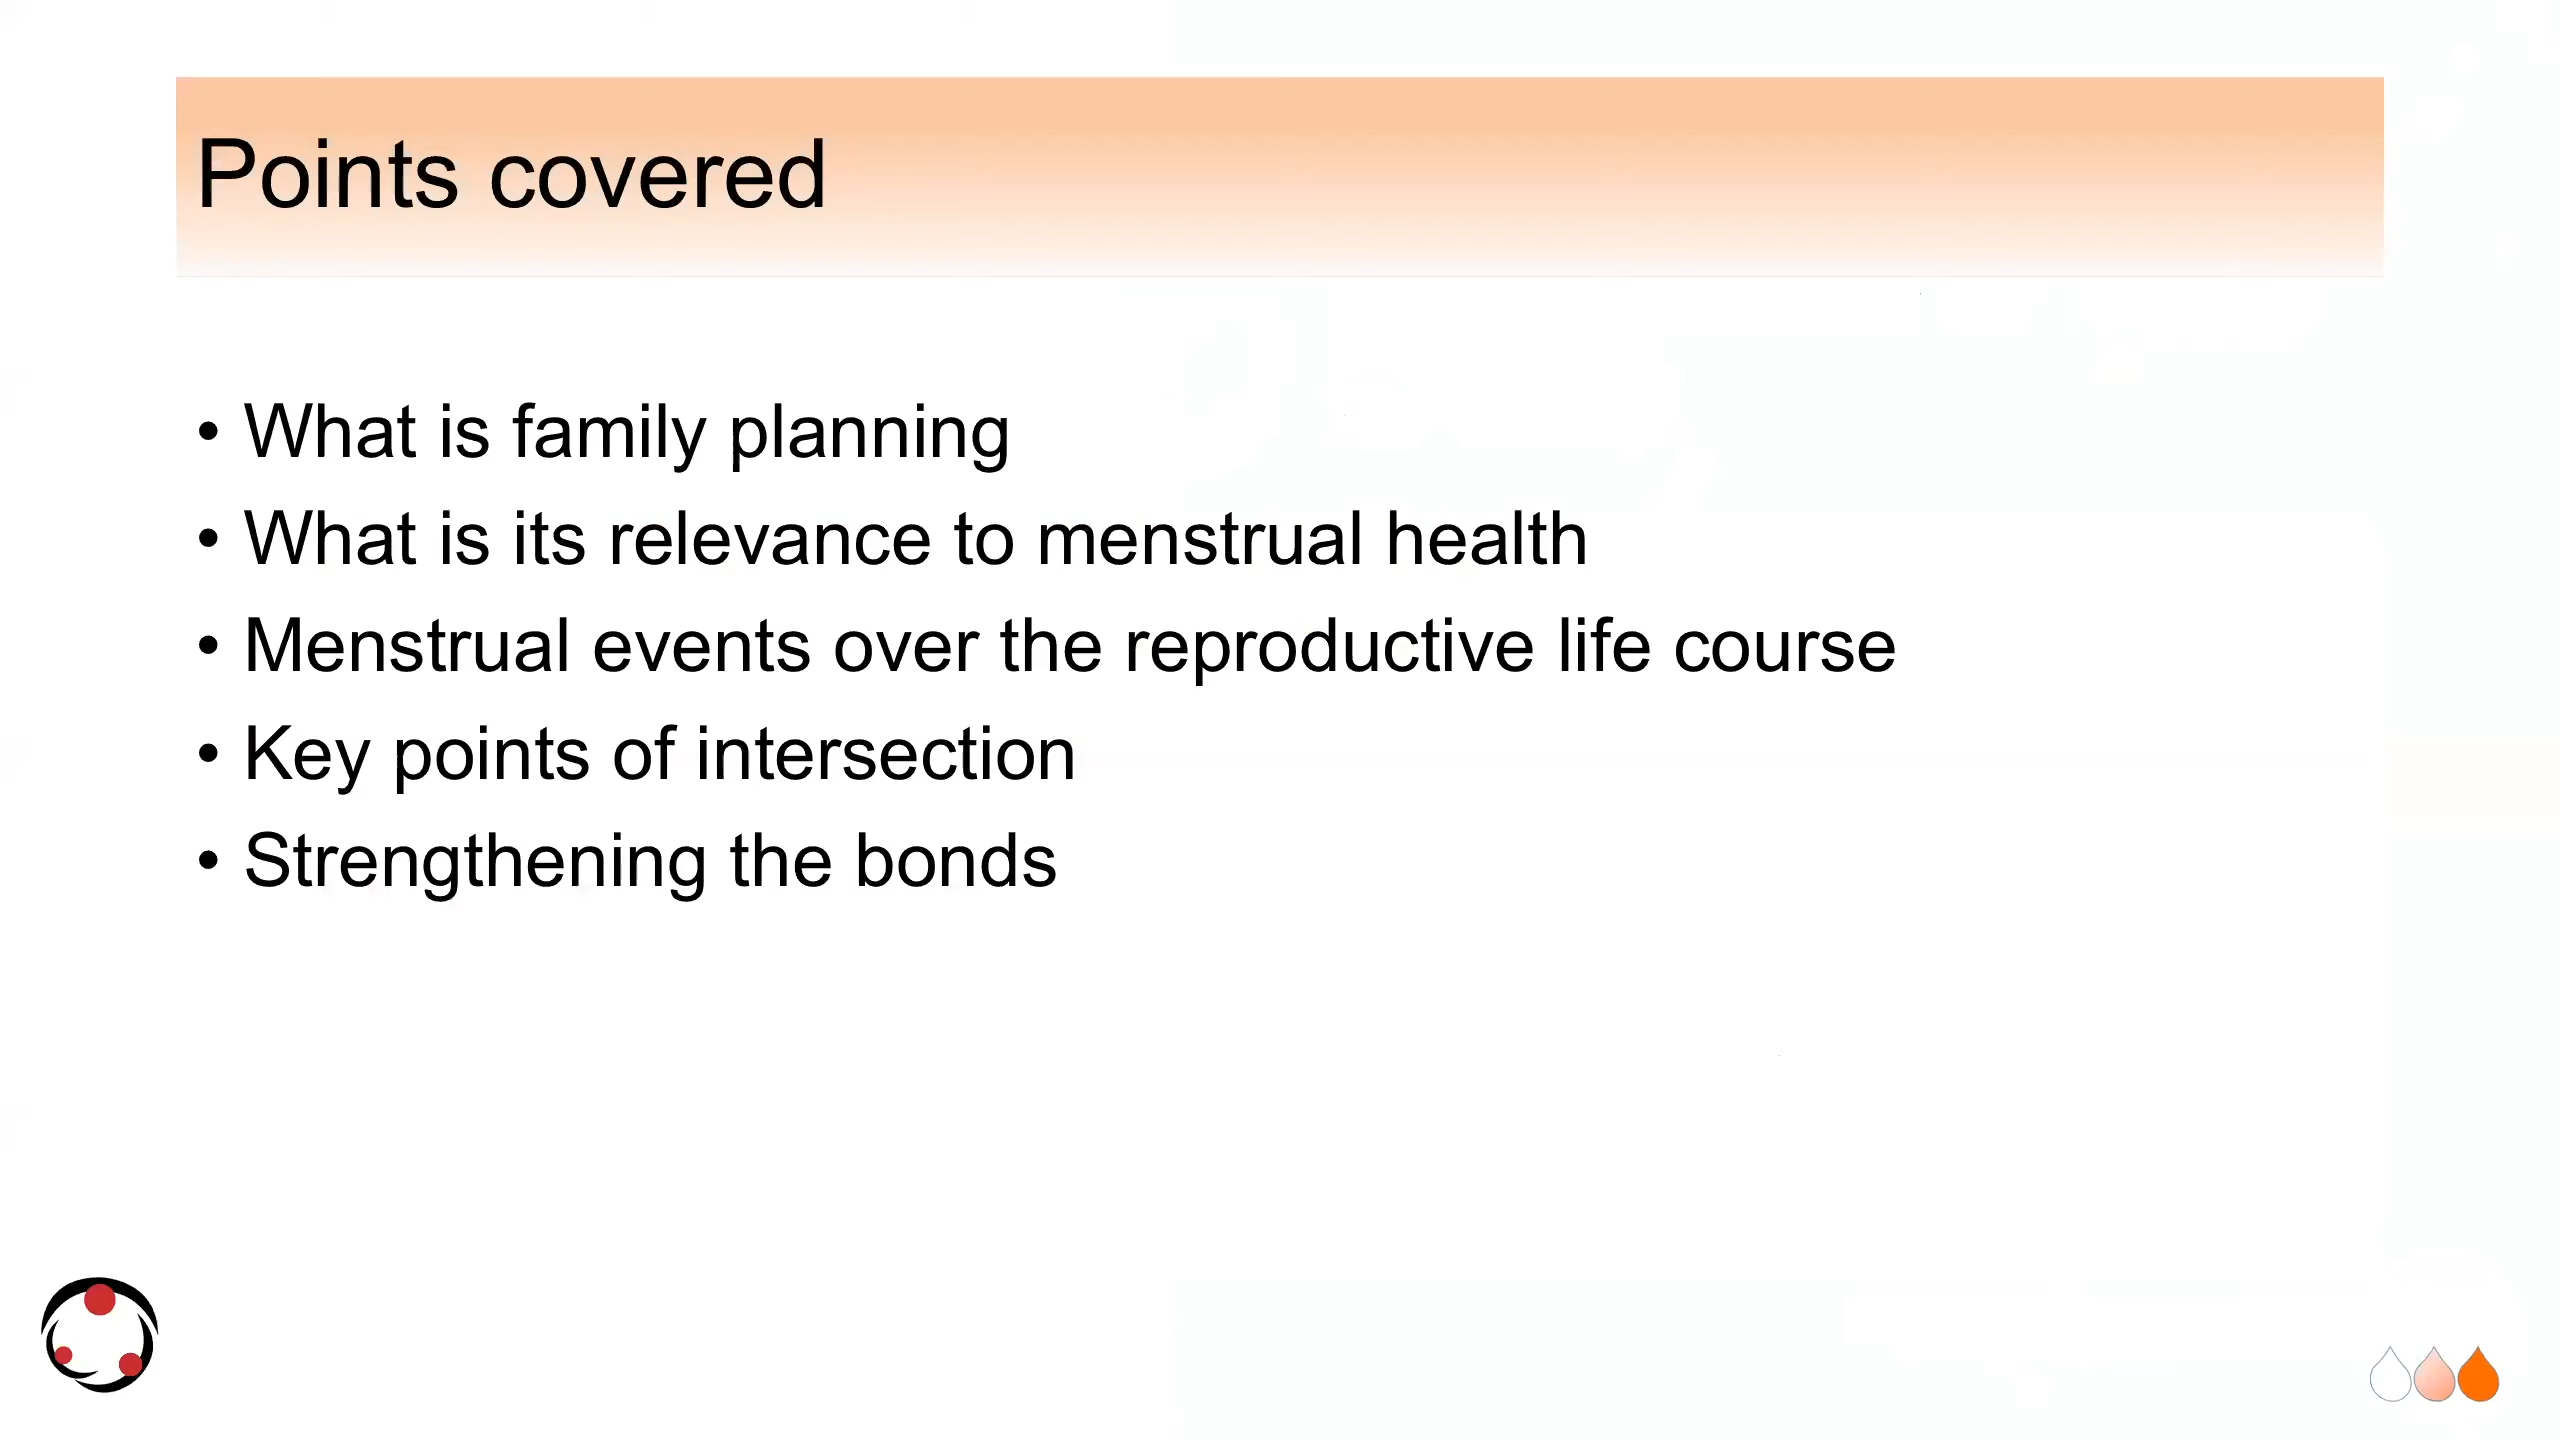 Points covered
• What is family planning
• What is its relevance to menstrual health
• Menstrual events over the reproductive life course
• Key points of intersection
• Strengthening the bonds